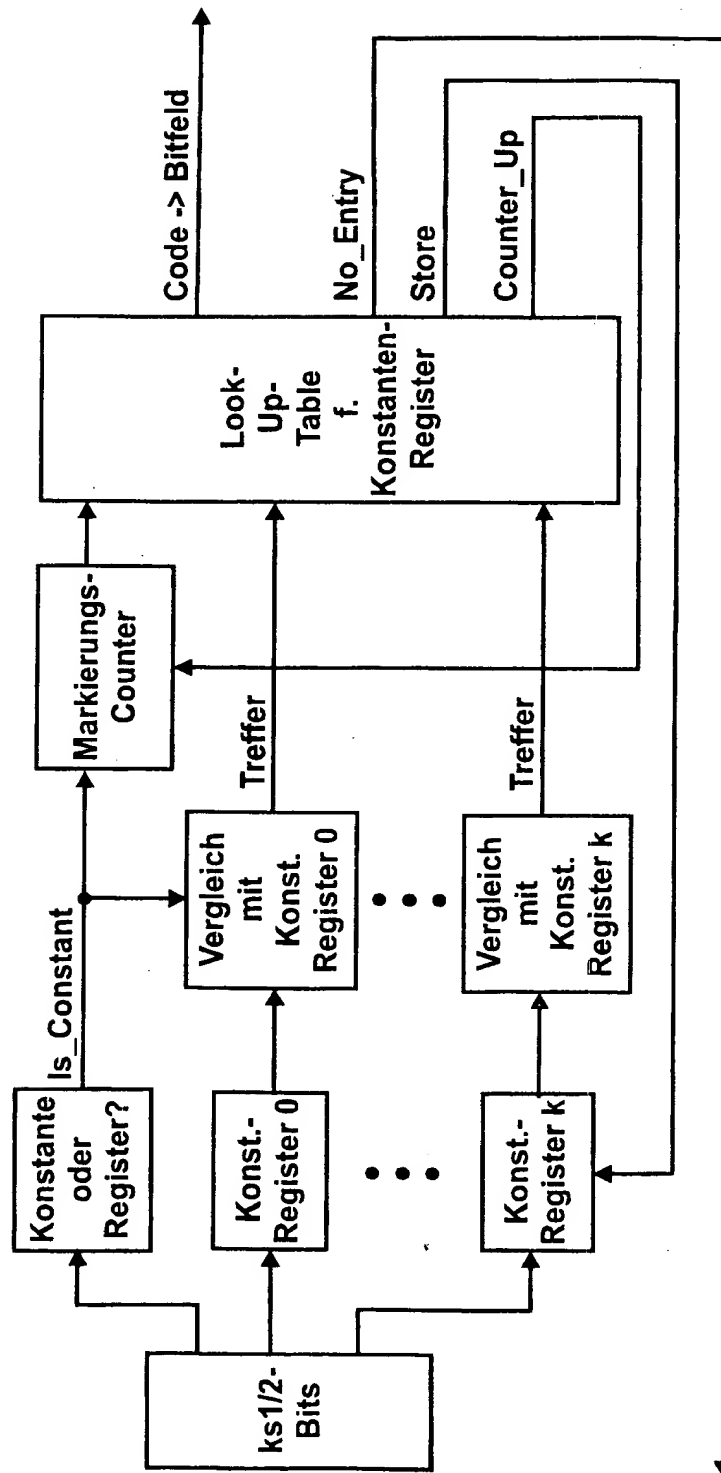 ks1/2-
Bits
Konstante
oder
Register?
Is_Constant
Konst.-
Register 0
Konst.-
Register k
Vergleich
mit
Konst.
Register 0
Vergleich
mit
Konst.
Register k
Markierungs-
Counter
Treffer
Treffer
Look-
Up-
Table
f.
Konstanten-
Register
Code -> Bitfeld
No_Entry
Store
Counter_Up